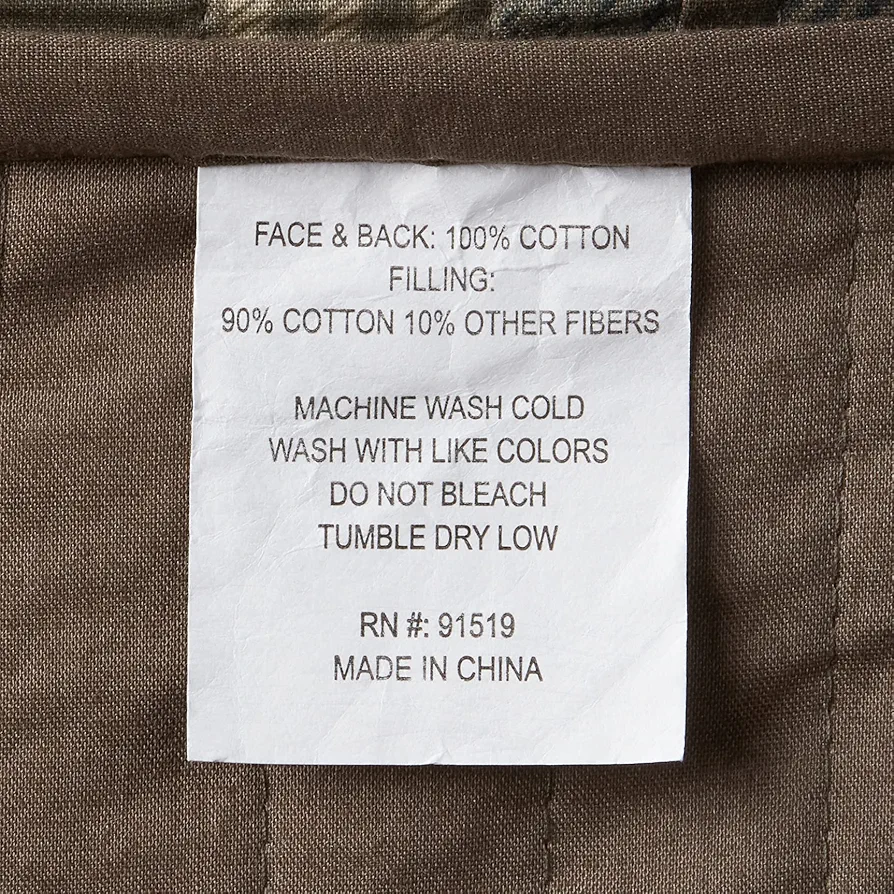 FACE & BACK: 100% COTTON
FILLING:
90% COTTON 10% OTHER FIBERS
MACHINE WASH COLD
WASH WITH LIKE COLORS
DO NOT BLEACH
TUMBLE DRY LOW
RN #: 91519
MADE IN CHINA